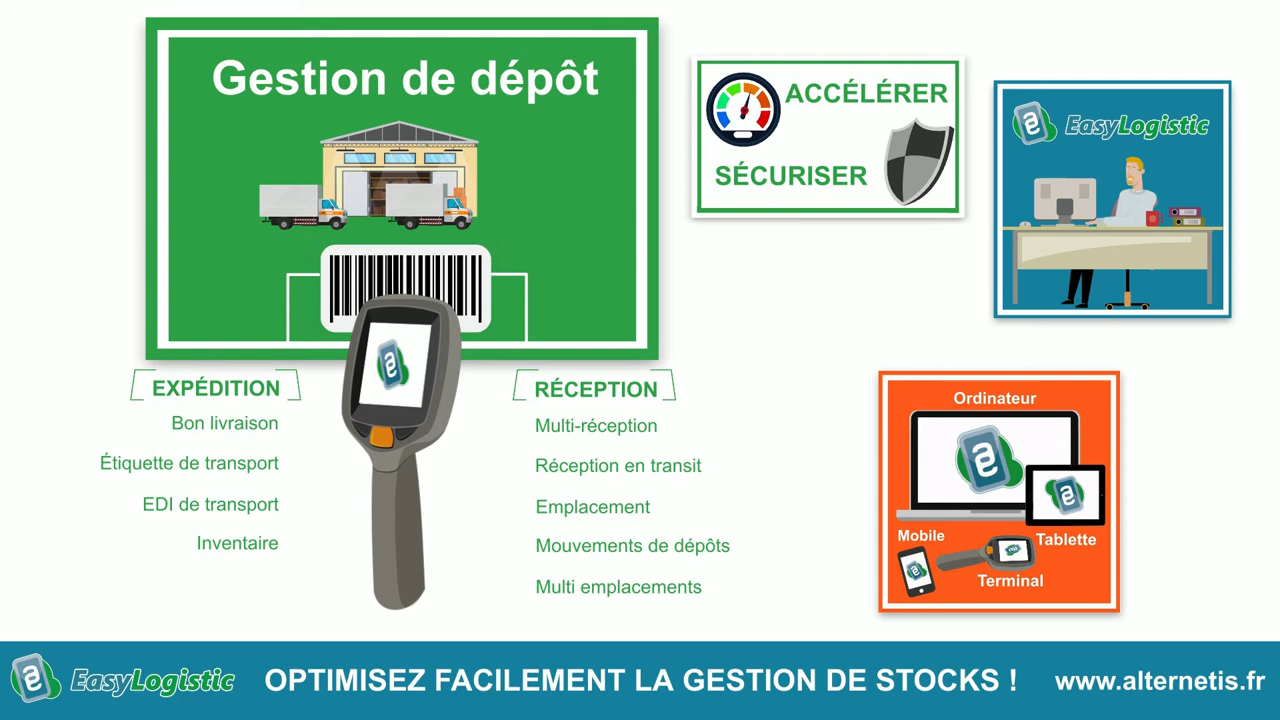 Gestion de dépôt
EXPÉDITION
Bon livraison
Étiquette de transport
EDI de transport
Inventaire
RÉCEPTION
Multi-réception
Réception en transit
Emplacement
Mouvements de dépôts
Multi emplacements
ACCÉLÉRER
SÉCURISER
EasyLogistic
Ordinateur
Mobile
Tablette
Terminal
EasyLogistic
OPTIMISEZ FACILEMENT LA GESTION DE STOCKS !
www.alternetis.fr